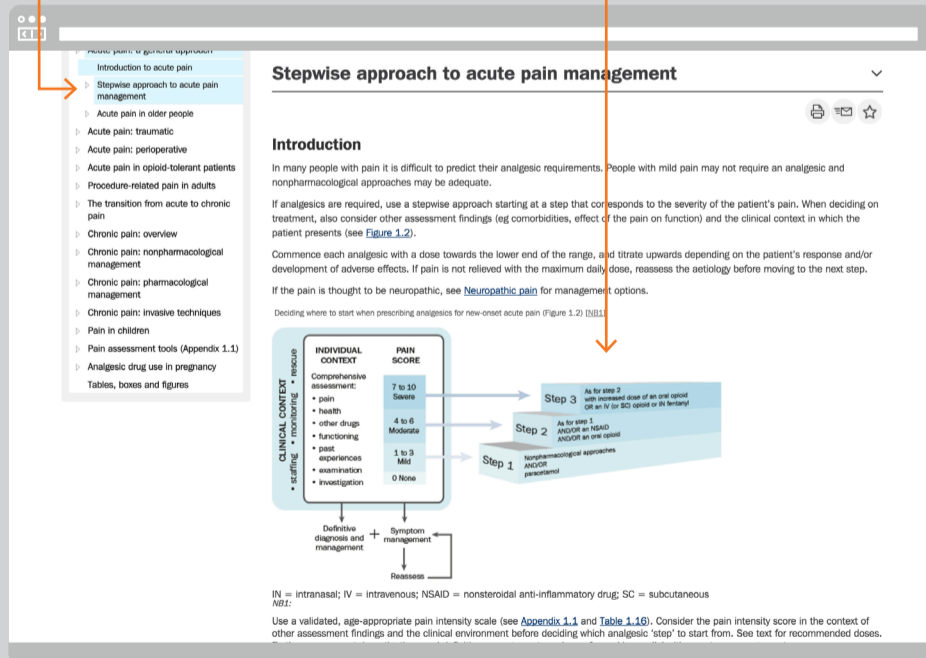 Acute pain: a general approach
Introduction to acute pain
Stepwise approach to acute pain
management
Acute pain in older people
Acute pain: traumatic
Acute pain: perioperative
Acute pain in opioid-tolerant patients
Procedure-related pain in adults
The transition from acute to chronic
pain
Chronic pain: overview
Chronic pain: nonpharmacological
management
Chronic pain: pharmacological
management
Chronic pain: invasive techniques
Pain in children
Pain assessment tools (Appendix 1.1)
Analgesic drug use in pregnancy
Tables, boxes and figures
Stepwise approach to acute pain management
Introduction
In many people with pain it is difficult to predict their analgesic requirements. People with mild pain may not require an analgesic and
nonpharmacological approaches may be adequate.
If analgesics are required, use a stepwise approach starting at a step that corresponds to the severity of the patient's pain. When deciding on
treatment, also consider other assessment findings (eg comorbidities, effect of the pain on function) and the clinical context in which the
patient presents (see Figure 1.2).
Commence each analgesic with a dose towards the lower end of the range, and titrate upwards depending on the patient's response and/or
development of adverse effects. If pain is not relieved with the maximum daily dose, reassess the aetiology before moving to the next step.
If the pain is thought to be neuropathic, see Neuropathic pain for management options.
Deciding where to start when prescribing analgesics for new-onset acute pain (Figure 1.2) [NB1]
CLINICAL CONTEXT
• staffing • monitoring • rescue
INDIVIDUAL
CONTEXT
Comprehensive
assessment:
• pain
• health
• other drugs
• functioning
• past
experiences
• examination
• investigation
PAIN
SCORE
7 to 10
Severe
4 to 6
Moderate
1 to 3
Mild
0 None
Step 3
As for step 2
with increased dose of an oral opioid
OR an IV (or SC) opioid or IN fentanyl
Step 2
As for step 1
AND/OR an NSAID
AND/OR an oral opioid
Step 1
Nonpharmacological approaches
AND/OR
paracetamol
Definitive
diagnosis and
management
+
Symptom
management
Reassess
IN = intranasal; IV = intravenous; NSAID = nonsteroidal anti-inflammatory drug; SC = subcutaneous
NB1:
Use a validated, age-appropriate pain intensity scale (see Appendix 1.1 and Table 1.16). Consider the pain intensity score in the context of
other assessment findings and the clinical environment before deciding which analgesic 'step' to start from. See text for recommended doses.